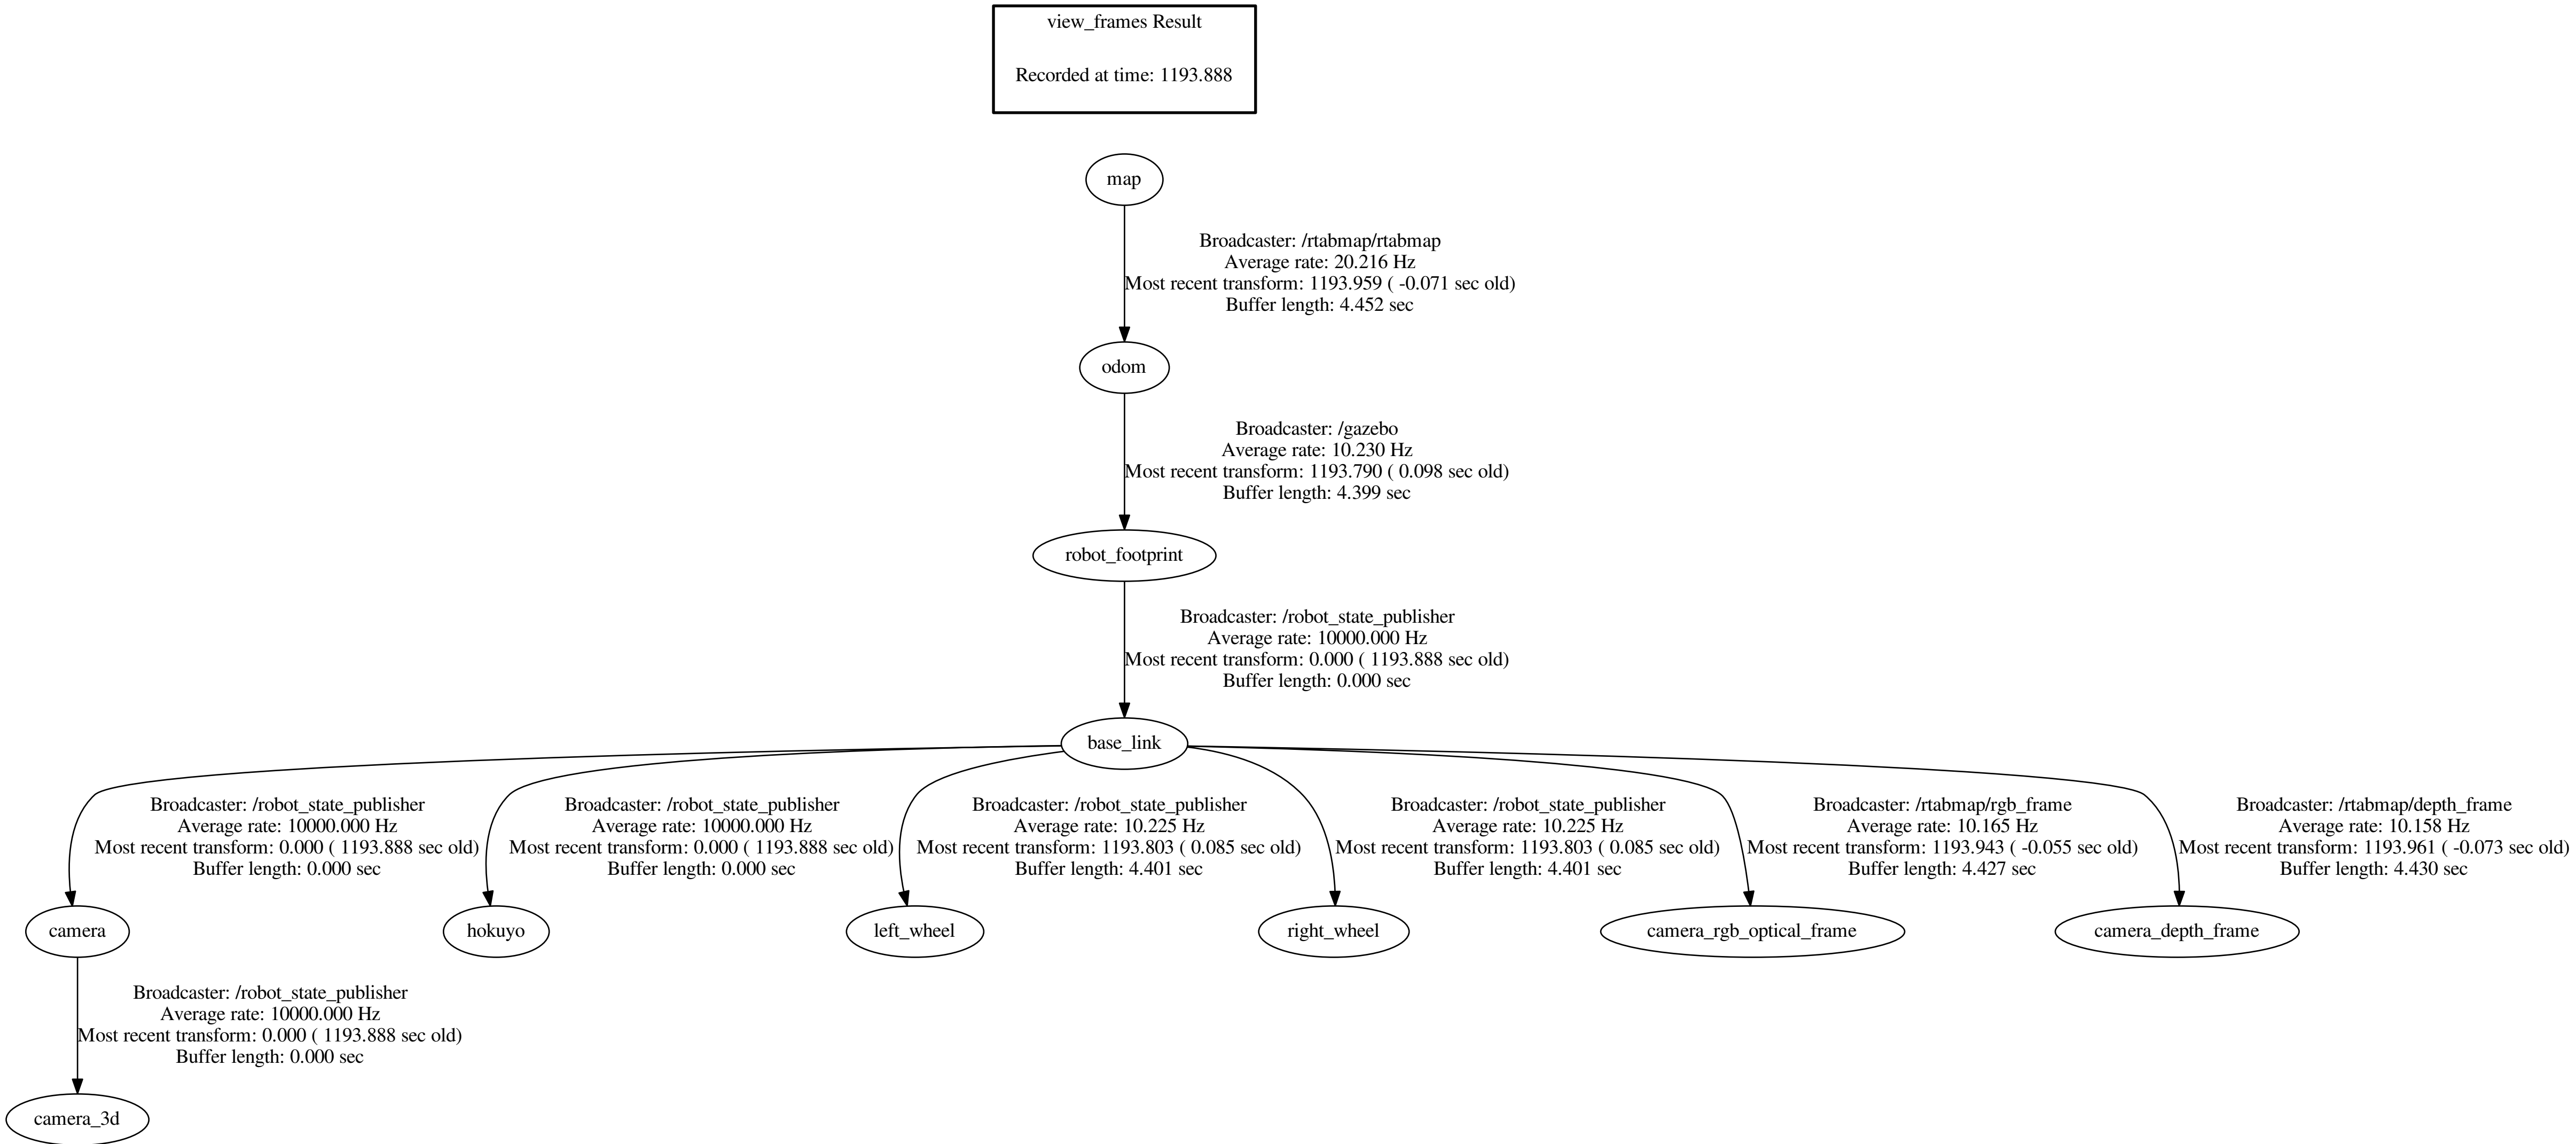 view_frames Result
Recorded at time: 1193.888
map
Broadcaster: /rtabmap/rtabmap
Average rate: 20.216 Hz
Most recent transform: 1193.959 ( -0.071 sec old)
Buffer length: 4.452 sec
odom
Broadcaster: /gazebo
Average rate: 10.230 Hz
Most recent transform: 1193.790 ( 0.098 sec old)
Buffer length: 4.399 sec
robot_footprint
Broadcaster: /robot_state_publisher
Average rate: 10000.000 Hz
Most recent transform: 0.000 ( 1193.888 sec old)
Buffer length: 0.000 sec
base_link
Broadcaster: /robot_state_publisher
Average rate: 10000.000 Hz
Most recent transform: 0.000 ( 1193.888 sec old)
Buffer length: 0.000 sec
Broadcaster: /robot_state_publisher
Average rate: 10000.000 Hz
Most recent transform: 0.000 ( 1193.888 sec old)
Buffer length: 0.000 sec
Broadcaster: /robot_state_publisher
Average rate: 10.225 Hz
Most recent transform: 1193.803 ( 0.085 sec old)
Buffer length: 4.401 sec
Broadcaster: /robot_state_publisher
Average rate: 10.225 Hz
Most recent transform: 1193.803 ( 0.085 sec old)
Buffer length: 4.401 sec
Broadcaster: /rtabmap/rgb_frame
Average rate: 10.165 Hz
Most recent transform: 1193.943 ( -0.055 sec old)
Buffer length: 4.427 sec
Broadcaster: /rtabmap/depth_frame
Average rate: 10.158 Hz
Most recent transform: 1193.961 ( -0.073 sec old)
Buffer length: 4.430 sec
camera
hokuyo
left_wheel
right_wheel
camera_rgb_optical_frame
camera_depth_frame
Broadcaster: /robot_state_publisher
Average rate: 10000.000 Hz
Most recent transform: 0.000 ( 1193.888 sec old)
Buffer length: 0.000 sec
camera_3d